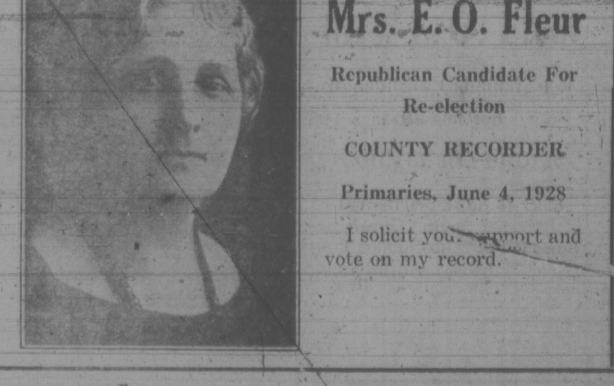 Mrs. E. O. Fleur
Republican Candidate For
Re-election
COUNTY RECORDER
Primaries, June 4, 1928
I solicit your support and
vote on my record.